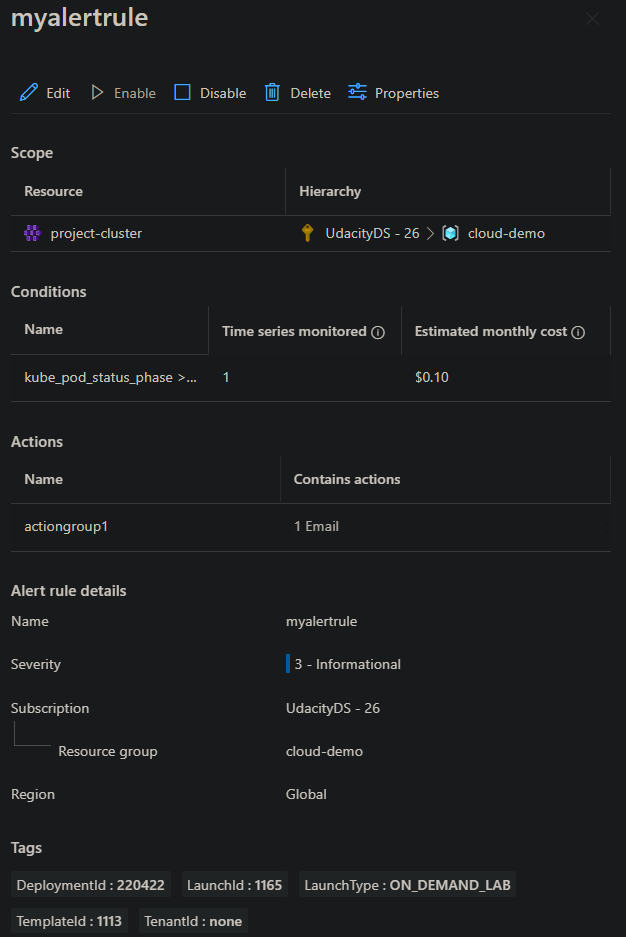 myalertrule
Edit Enable Disable Delete Properties
Scope
Resource Hierarchy
project-cluster UdacityDS - 26 > cloud-demo
Conditions
Name Time series monitored Estimated monthly cost
kube_pod_status_phase >... 1 $0.10
Actions
Name Contains actions
actiongroup1 1 Email
Alert rule details
Name myalertrule
Severity 3 - Informational
Subscription UdacityDS - 26
Resource group cloud-demo
Region Global
Tags
DeploymentId : 220422 LaunchId : 1165 LaunchType : ON_DEMAND_LAB
TemplateId : 1113 TenantId : none